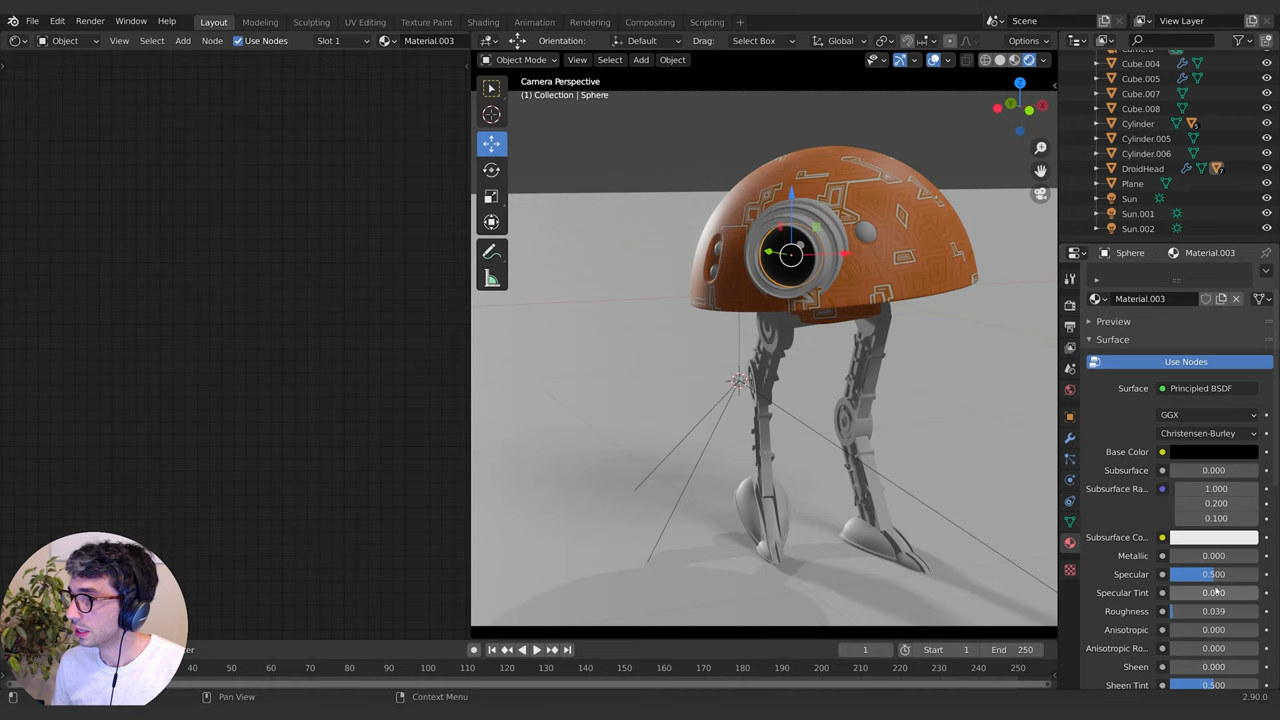 File Edit Render Window Help Layout Modeling Sculpting UV Editing Texture Paint Shading Animation Rendering Compositing Scripting + Scene View Layer
Object View Select Add Node Use Nodes Slot 1 Material.003 Orientation: Default Drag: Select Box Global Options
Object Mode View Select Add Object
Camera Perspective
(1) Collection | Sphere
Z
Y
X
Cube.004
Cube.005
Cube.007
Cube.008
Cylinder 5
Cylinder.005
Cylinder.006
DroidHead
Plane
Sun
Sun.001
Sun.002
Sphere Material.003
Material.003
Preview
Surface
Use Nodes
Surface Principled BSDF
GGX
Christensen-Burley
Base Color
Subsurface 0.000
Subsurface Ra... 1.000
0.200
0.100
Subsurface Co...
Metallic 0.000
Specular 0.500
Specular Tint
Roughness 0.039
Anisotropic 0.000
Anisotropic Ro... 0.000
Sheen 0.000
Sheen Tint 0.500
1 Start 1 End 250
40 50 60 70 80 90 100 110 120 130 140 150 160 170 180 190 200 210 220 230 240 250
Pan View Context Menu 2.90.0